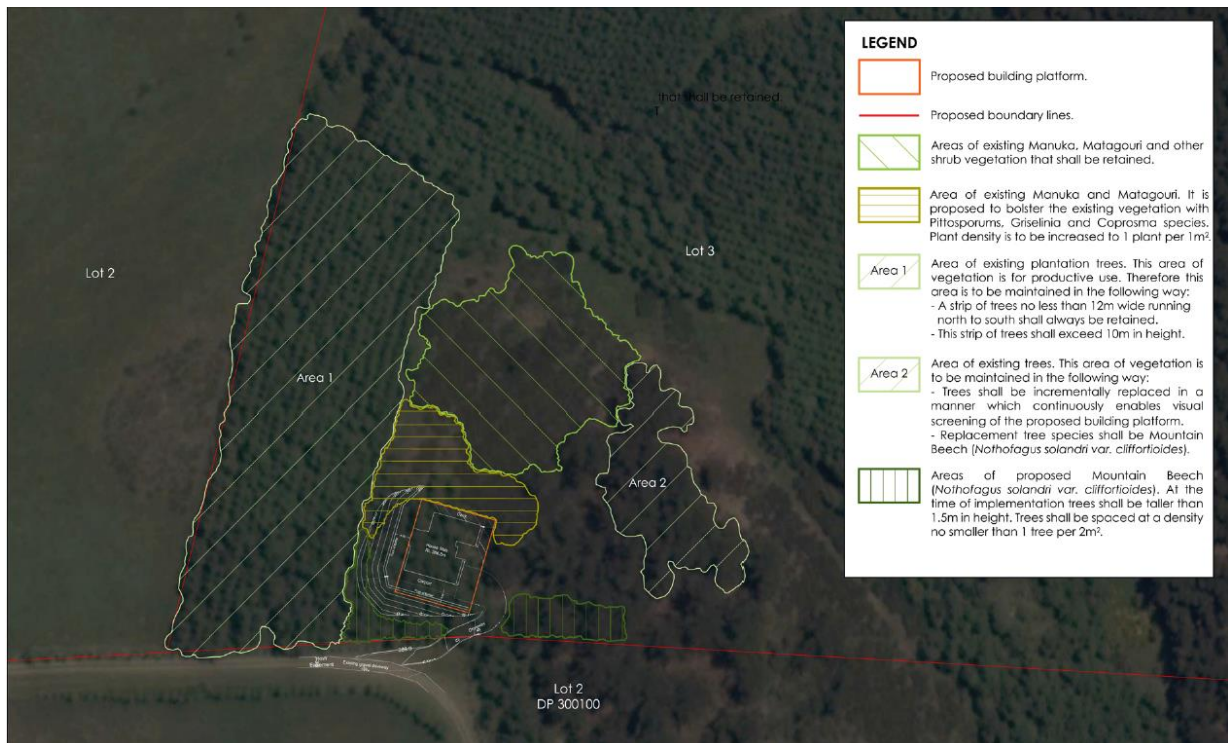 that shall be retained.
T
Lot 3
Lot 2
Area 1
Area 2
Lot 2
DP 300100
LEGEND
Proposed building platform.
Proposed boundary lines.
Areas of existing Manuka, Matagouri and other
shrub vegetation that shall be retained.
Area of existing Manuka and Matagouri. It is
proposed to bolster the existing vegetation with
Pittosporums, Griselinia and Coprosma species.
Plant density is to be increased to 1 plant per 1m².
Area 1
Area of existing plantation trees. This area of
vegetation is for productive use. Therefore this
area is to be maintained in the following way:
- A strip of trees no less than 12m wide running
north to south shall always be retained.
- This strip of trees shall exceed 10m in height.
Area 2
Area of existing trees. This area of vegetation is
to be maintained in the following way:
- Trees shall be incrementally replaced in a
manner which continuously enables visual
screening of the proposed building platform.
- Replacement tree species shall be Mountain
Beech (Nothofagus solandri var. cliffortioides).
Areas of proposed Mountain Beech
(Nothofagus solandri var. cliffortioides). At the
time of implementation trees shall be taller than
1.5m in height. Trees shall be spaced at a density
no smaller than 1 tree per 2m².